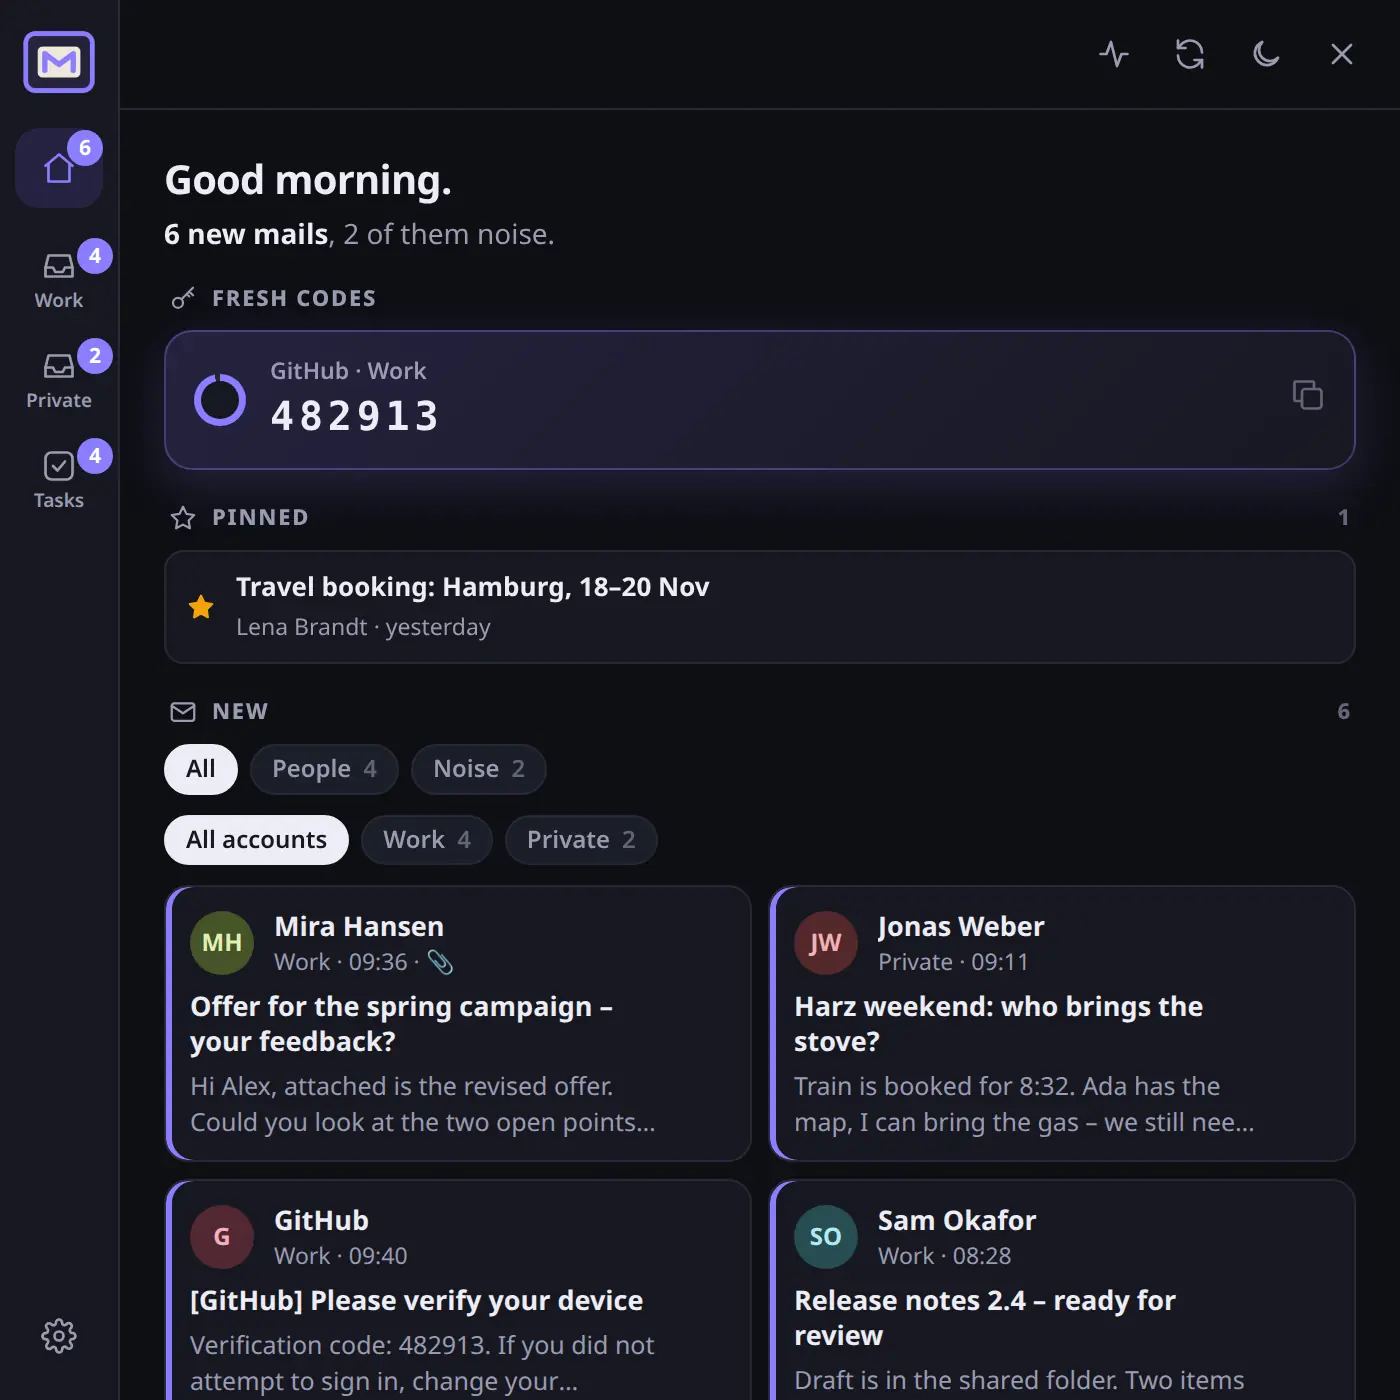 6
4
Work
2
Private
4
Tasks
Good morning.
6 new mails, 2 of them noise.
FRESH CODES
GitHub · Work
482913
PINNED 1
Travel booking: Hamburg, 18–20 Nov
Lena Brandt · yesterday
NEW 6
All People 4 Noise 2
All accounts Work 4 Private 2
MH
Mira Hansen
Work · 09:36 · 📎
Offer for the spring campaign –
your feedback?
Hi Alex, attached is the revised offer.
Could you look at the two open points...
JW
Jonas Weber
Private · 09:11
Harz weekend: who brings the
stove?
Train is booked for 8:32. Ada has the
map, I can bring the gas – we still nee...
G
GitHub
Work · 09:40
[GitHub] Please verify your device
Verification code: 482913. If you did not
attempt to sign in, change your...
SO
Sam Okafor
Work · 08:28
Release notes 2.4 – ready for
review
Draft is in the shared folder. Two items